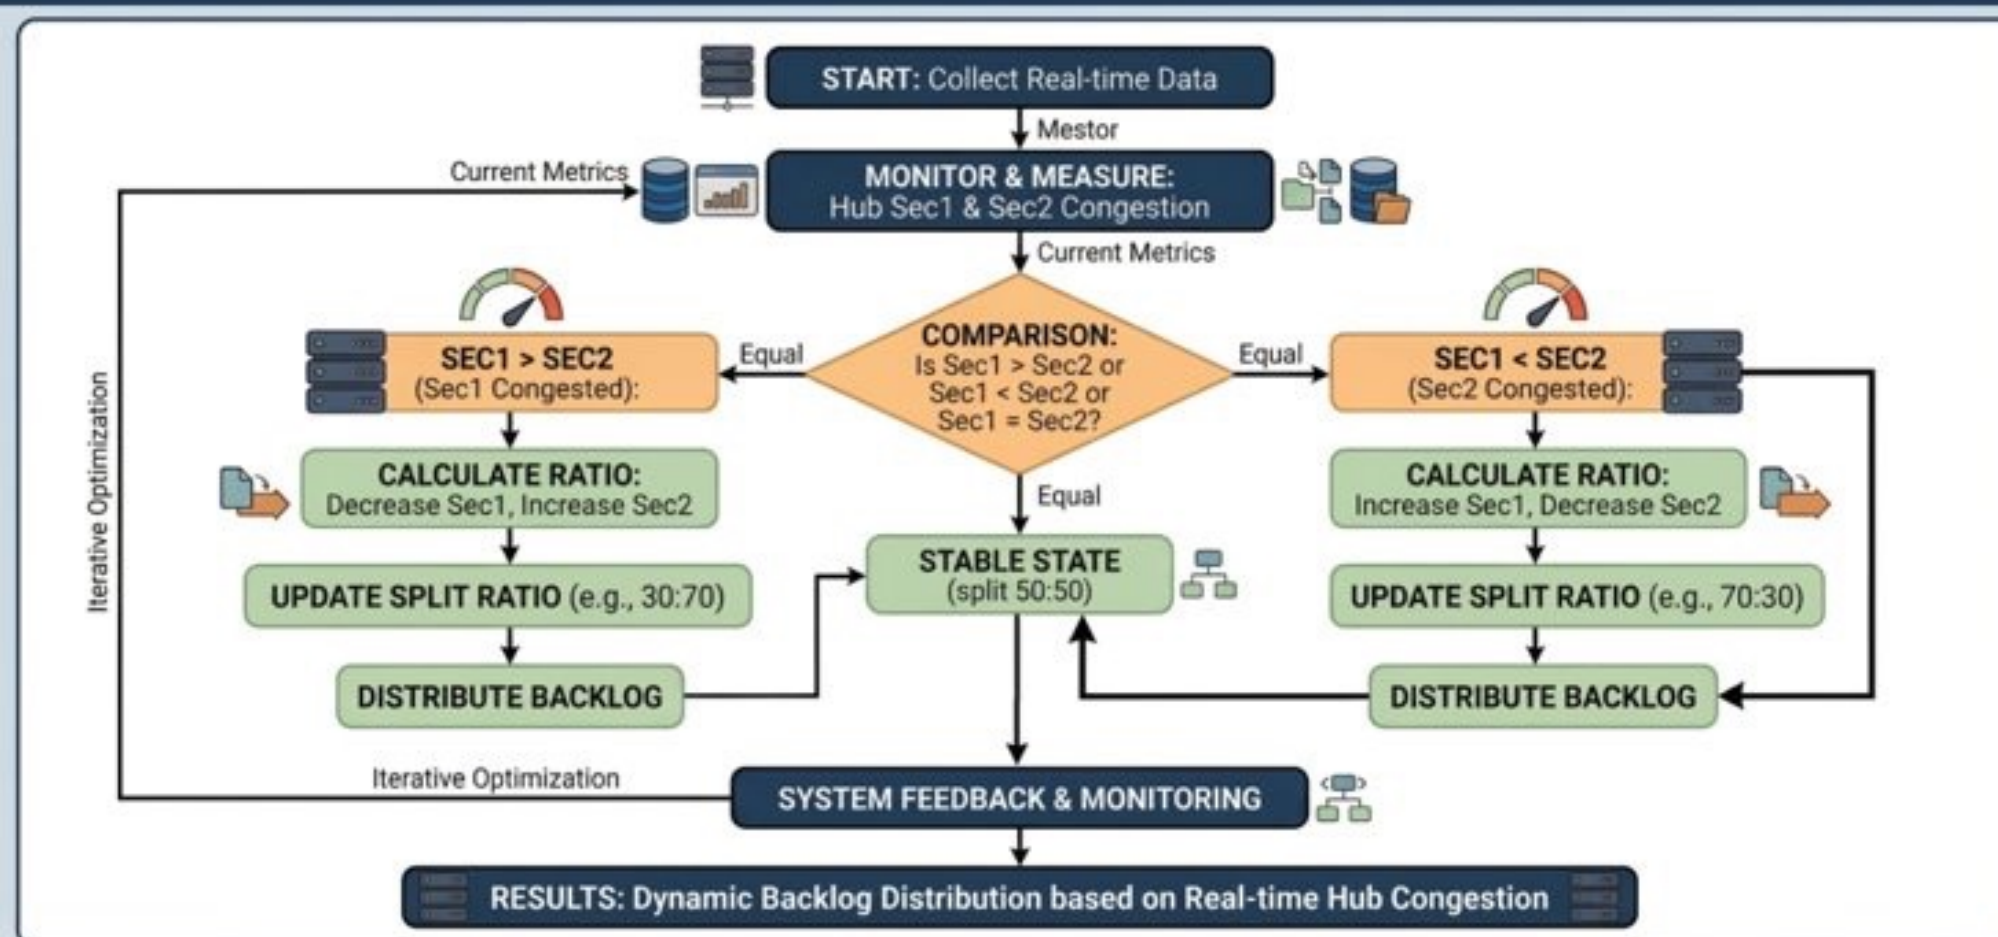 START: Collect Real-time Data
Mestor
Current Metrics
MONITOR & MEASURE:
Hub Sec1 & Sec2 Congestion
Current Metrics
COMPARISON:
Is Sec1 > Sec2 or
Sec1 < Sec2 or
Sec1 = Sec2?
Equal
SEC1 > SEC2
(Sec1 Congested):
CALCULATE RATIO:
Decrease Sec1, Increase Sec2
UPDATE SPLIT RATIO (e.g., 30:70)
DISTRIBUTE BACKLOG
Equal
STABLE STATE
(split 50:50)
Equal
SEC1 < SEC2
(Sec2 Congested):
CALCULATE RATIO:
Increase Sec1, Decrease Sec2
UPDATE SPLIT RATIO (e.g., 70:30)
DISTRIBUTE BACKLOG
Iterative Optimization
Iterative Optimization
SYSTEM FEEDBACK & MONITORING
RESULTS: Dynamic Backlog Distribution based on Real-time Hub Congestion